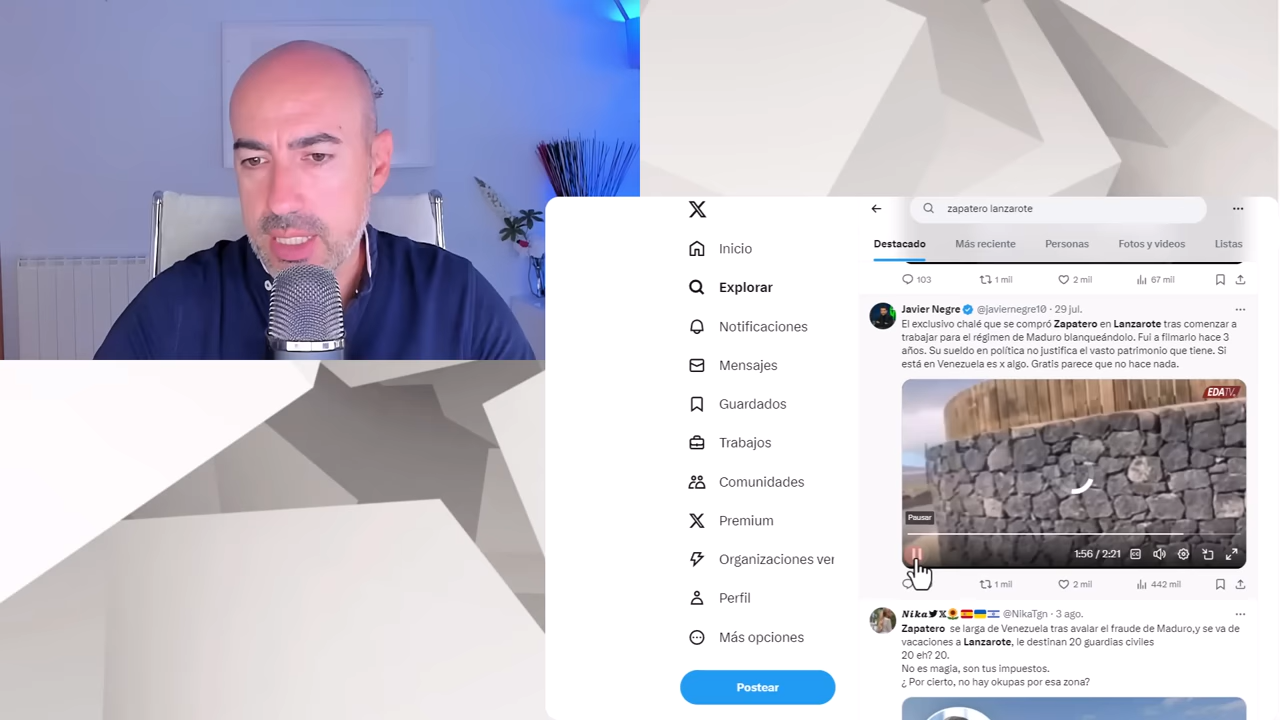 zapatero lanzarote
Destacado
Más reciente
Personas
Fotos y videos
Listas
Inicio
Explorar
Notificaciones
Mensajes
Guardados
Trabajos
Comunidades
Premium
Organizaciones ver
Perfil
Más opciones
Postear
103
1 mil
2 mil
67 mil
Javier Negre @javiernegre10 · 29 jul.
El exclusivo chalé que se compró Zapatero en Lanzarote tras comenzar a
trabajar para el régimen de Maduro blanqueándolo. Fui a filmarlo hace 3
años. Su sueldo en política no justifica el vasto patrimonio que tiene. Si
está en Venezuela es x algo. Gratis parece que no hace nada.
EDATV.
Pausar
1:56 / 2:21
1 mil
2 mil
442 mil
Nika @NikaTgn · 3 ago.
Zapatero se larga de Venezuela tras avalar el fraude de Maduro,y se va de
vacaciones a Lanzarote, le destinan 20 guardias civiles
20 eh? 20.
No es magia, son tus impuestos.
¿ Por cierto, no hay okupas por esa zona?